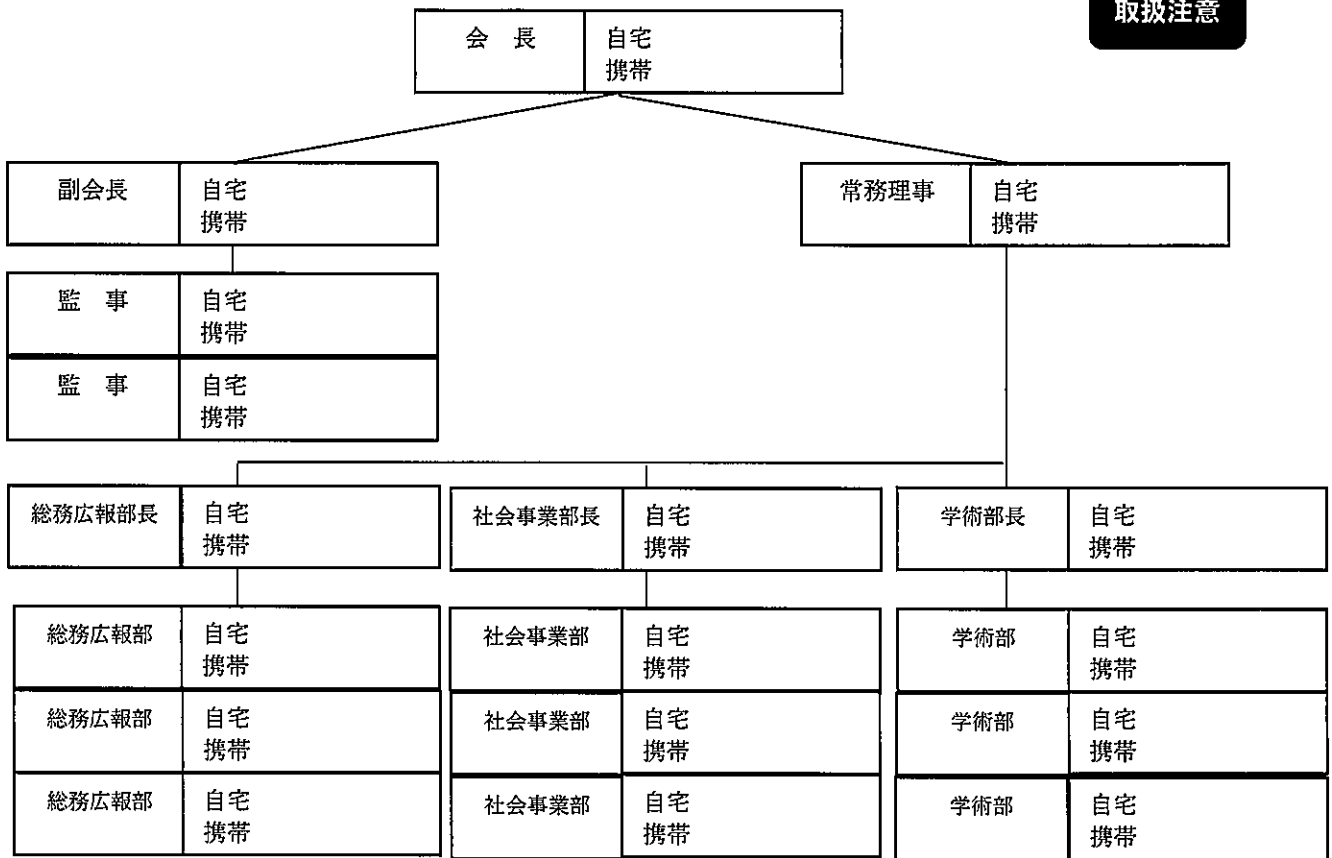 取扱注意
会　長 自宅
携帯
副会長 自宅
携帯
常務理事 自宅
携帯
監　事 自宅
携帯
監　事 自宅
携帯
総務広報部長 自宅
携帯
社会事業部長 自宅
携帯
学術部長 自宅
携帯
総務広報部 自宅
携帯
社会事業部 自宅
携帯
学術部 自宅
携帯
総務広報部 自宅
携帯
社会事業部 自宅
携帯
学術部 自宅
携帯
総務広報部 自宅
携帯
社会事業部 自宅
携帯
学術部 自宅
携帯